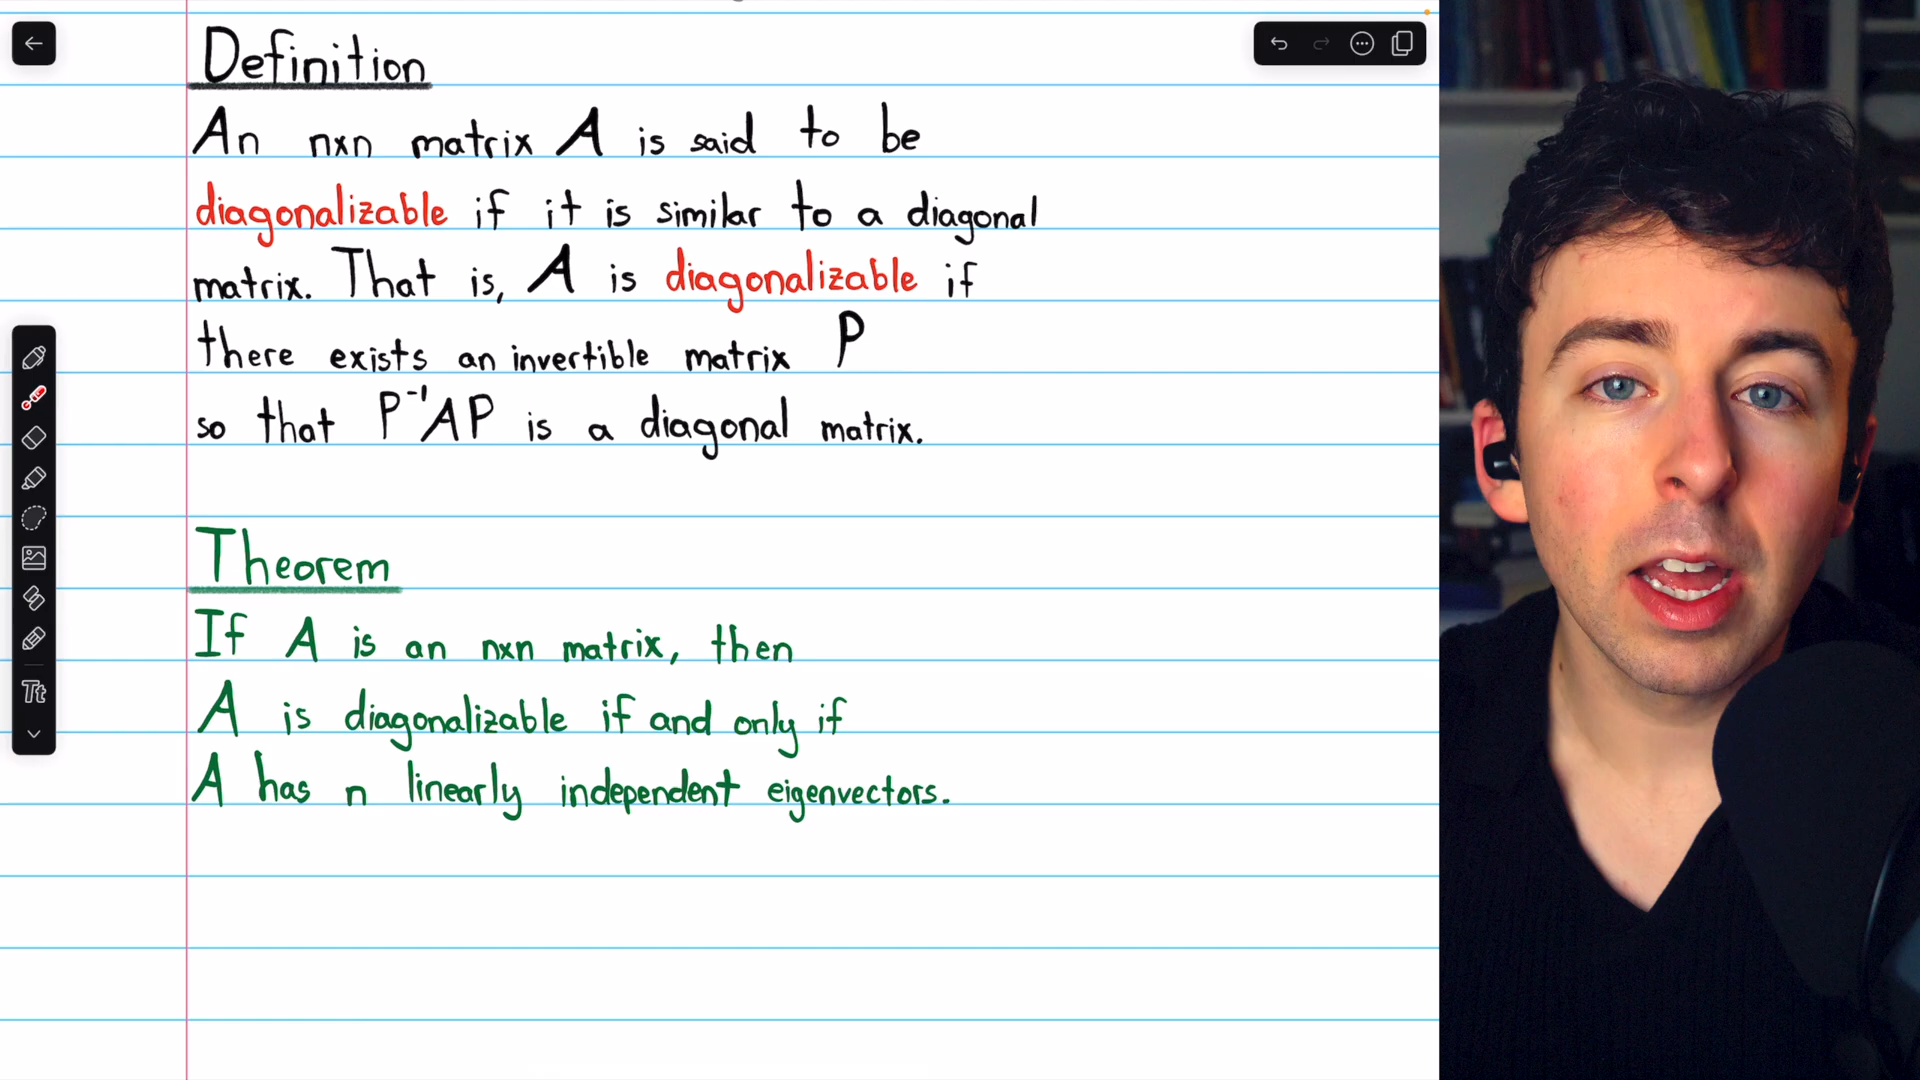 Definition
An nxn matrix A is said to be
diagonalizable if it is similar to a diagonal
matrix. That is, A is diagonalizable if
there exists an invertible matrix P
so that P⁻¹AP is a diagonal matrix.
Theorem
If A is an nxn matrix, then
A is diagonalizable if and only if
A has n linearly independent eigenvectors.
Tt